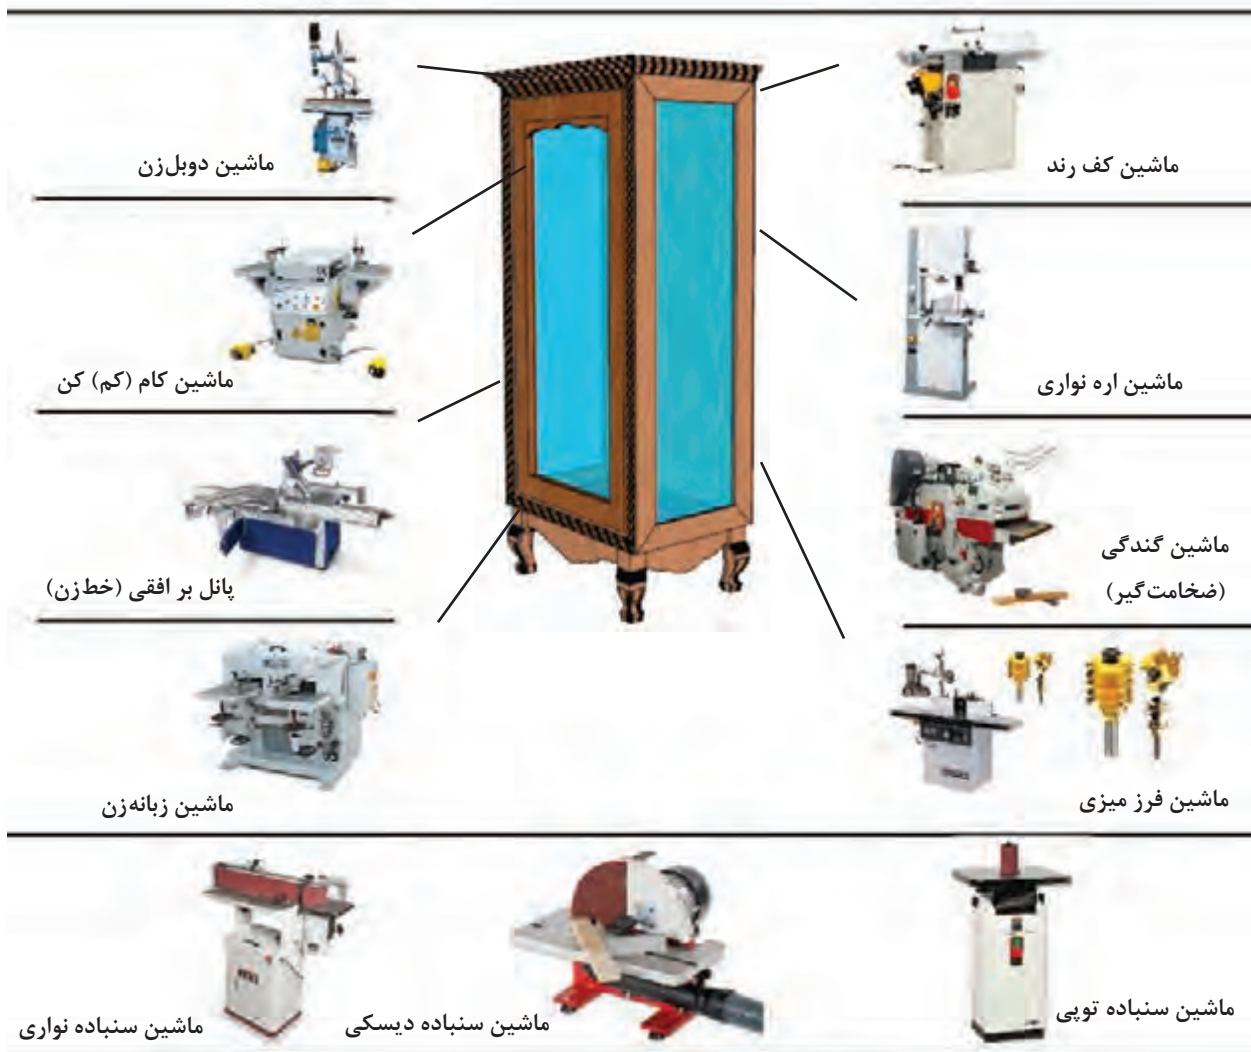 ماشین کف رند
ماشین دوبل‌زن
ماشین اره نواری
ماشین کام (کم) کن
ماشین گندگی
(ضخامت‌گیر)
پانل بر افقی (خط‌زن)
ماشین فرز میزی
ماشین زبانه‌زن
ماشین سنباده توپی
ماشین سنباده دیسکی
ماشین سنباده نواری